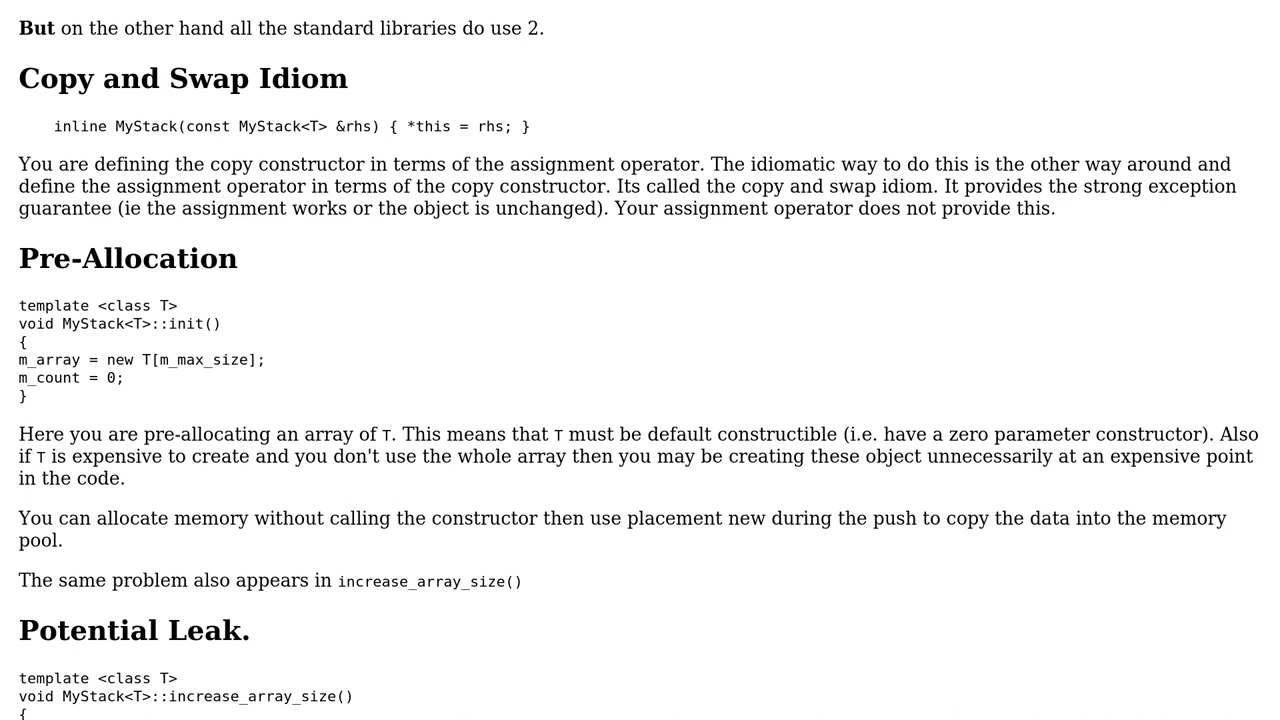 But on the other hand all the standard libraries do use 2.
Copy and Swap Idiom
inline MyStack(const MyStack<T> &rhs) { *this = rhs; }
You are defining the copy constructor in terms of the assignment operator. The idiomatic way to do this is the other way around and
define the assignment operator in terms of the copy constructor. Its called the copy and swap idiom. It provides the strong exception
guarantee (ie the assignment works or the object is unchanged). Your assignment operator does not provide this.
Pre-Allocation
template <class T>
void MyStack<T>::init()
{
m_array = new T[m_max_size];
m_count = 0;
}
Here you are pre-allocating an array of T. This means that T must be default constructible (i.e. have a zero parameter constructor). Also
if T is expensive to create and you don't use the whole array then you may be creating these object unnecessarily at an expensive point
in the code.
You can allocate memory without calling the constructor then use placement new during the push to copy the data into the memory
pool.
The same problem also appears in increase_array_size()
Potential Leak.
template <class T>
void MyStack<T>::increase_array_size()
{